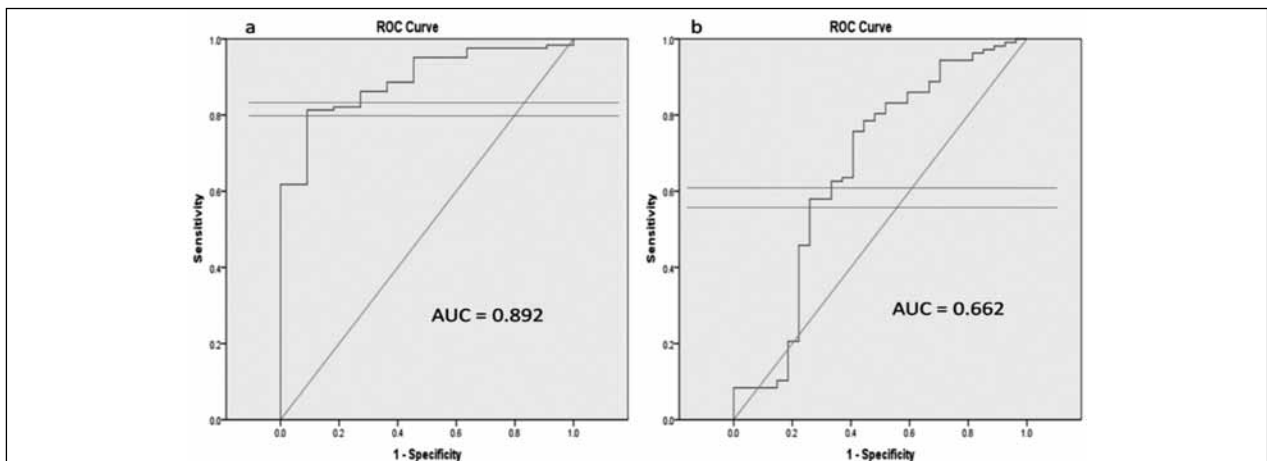 a
ROC Curve
1.0
0.8
0.6
0.4
0.2
0.0
Sensitivity
AUC = 0.892
0.0 0.2 0.4 0.6 0.8 1.0
1 - Specificity
b
ROC Curve
1.0
0.8
0.6
0.4
0.2
0.0
Sensitivity
AUC = 0.662
0.0 0.2 0.4 0.6 0.8 1.0
1 - Specificity